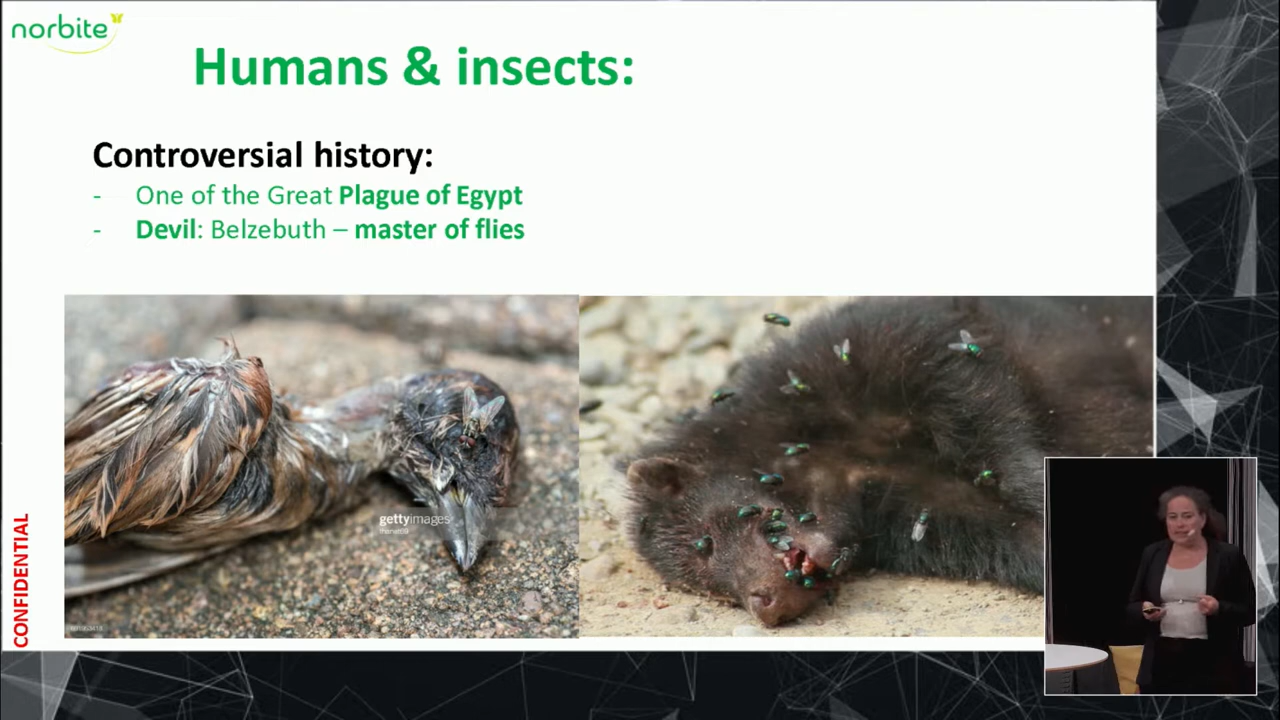 norbite
Humans & insects:
Controversial history:
- One of the Great Plague of Egypt
- Devil: Belzebuth – master of flies
gettyimages
CONFIDENTIAL